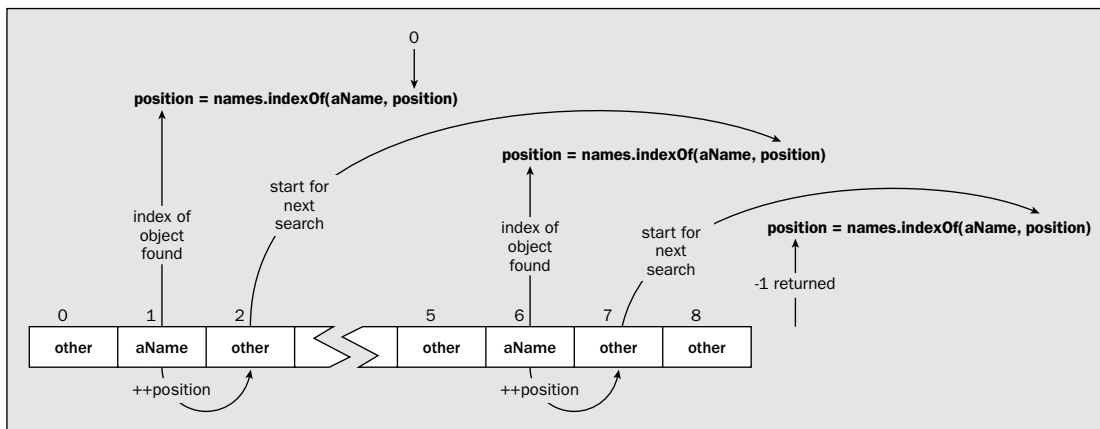 0
position = names.indexOf(aName, position)
position = names.indexOf(aName, position)
start for
next
search
index of
object
found
index of
object
found
start for
next
search
position = names.indexOf(aName, position)
-1 returned
0 1 2 5 6 7 8
other aName other other aName other other
++position ++position